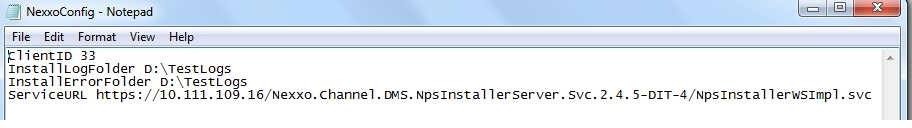 NexxoConfig - Notepad
File Edit Format View Help
ClientID 33
InstallLogFolder D:\TestLogs
InstallErrorFolder D:\TestLogs
ServiceURL https://10.111.109.16/Nexxo.Channel.DMS.NpsInstallerServer.Svc.2.4.5-DIT-4/NpsInstallerWSImpl.svc